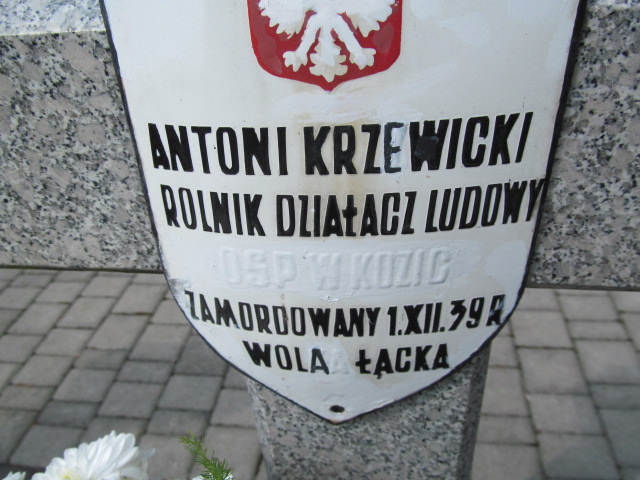 ANTONI KRZEWICKI
ROLNIK DZIAŁACZ LUDOWY
OSP W KOZIC
ZAMORDOWANY 1.XII.39 R
WOLA ŁĄCKA